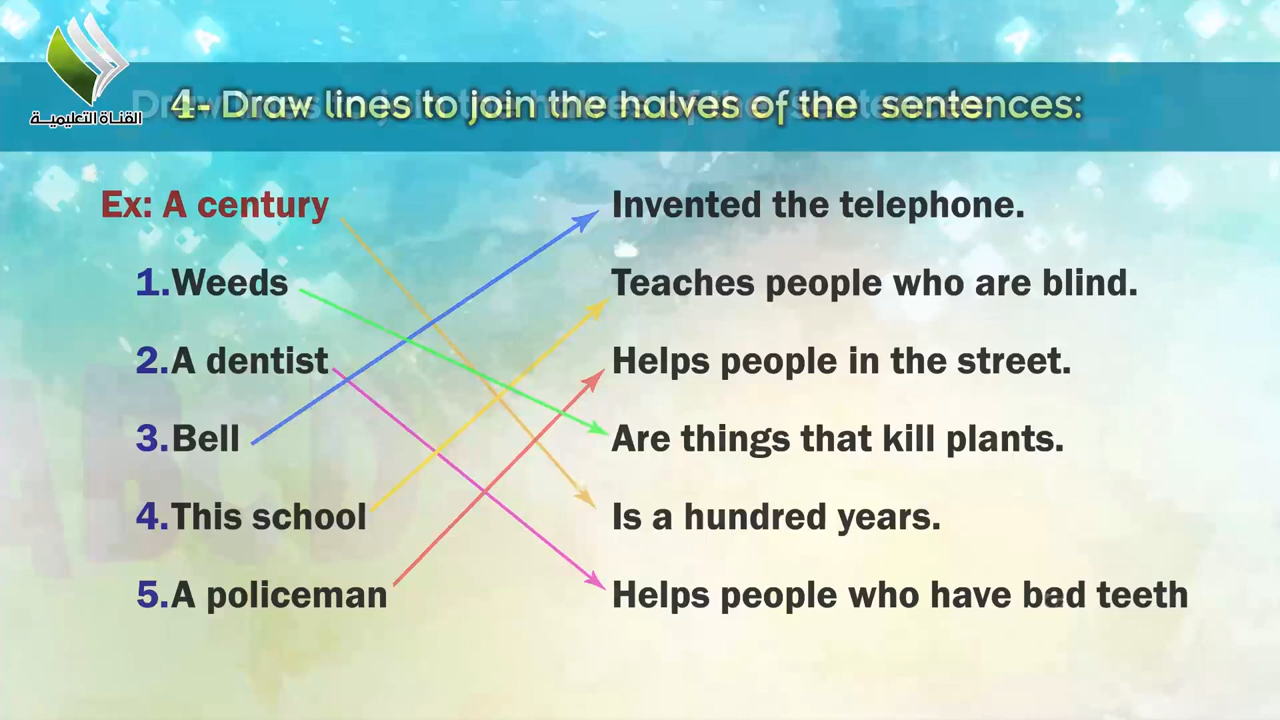 القناة التعليمية
4- Draw lines to join the halves of the sentences:
Ex: A century
Invented the telephone.
1.Weeds
Teaches people who are blind.
2.A dentist
Helps people in the street.
3.Bell
Are things that kill plants.
4.This school
Is a hundred years.
5.A policeman
Helps people who have bad teeth